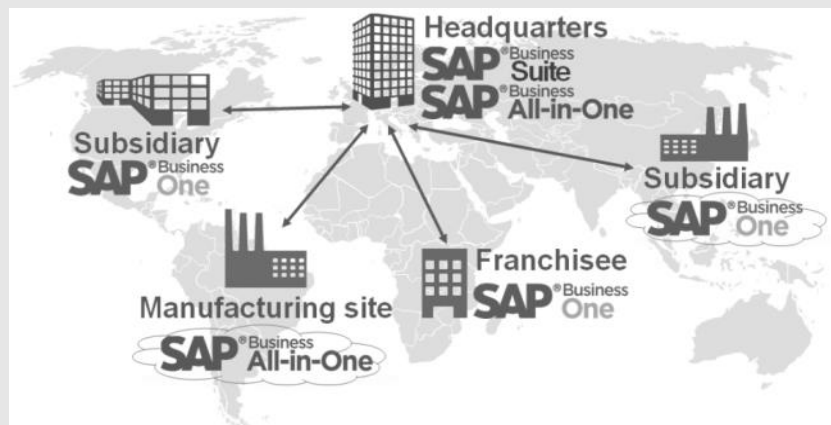 Headquarters
SAP® Business Suite
SAP® Business All-in-One
Subsidiary
SAP® Business One
Subsidiary
SAP® Business One
Franchisee
SAP® Business One
Manufacturing site
SAP® Business All-in-One